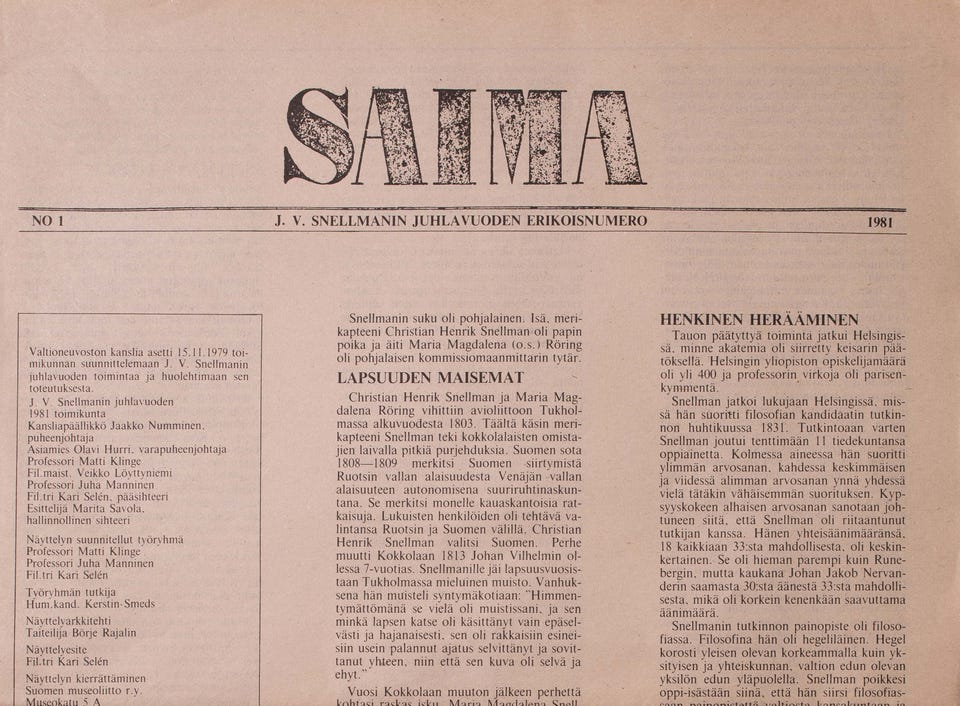 SAIMA
NO 1 J. V. SNELLMANIN JUHLAVUODEN ERIKOISNUMERO 1981
Valtioneuvoston kanslia asetti 15.11.1979 toi-
mikunnan suunnittelemaan J. V. Snellmanin
juhlavuoden toimintaa ja huolehtimaan sen
toteutuksesta.
J. V. Snellmanin juhlavuoden
1981 toimikunta
Kansliapäällikkö Jaakko Numminen,
puheenjohtaja
Asiamies Olavi Hurri, varapuheenjohtaja
Professori Matti Klinge
Fil.maist. Veikko Löyttyniemi
Professori Juha Manninen
Fil.tri Kari Selén, pääsihteeri
Esittelijä Marita Savola,
hallinnollinen sihteeri
Näyttelyn suunnitellut työryhmä
Professori Matti Klinge
Professori Juha Manninen
Fil.tri Kari Selén
Työryhmän tutkija
Hum.kand. Kerstin Smeds
Näyttelyarkkitehti
Taiteilija Börje Rajalin
Näyttelyesite
Fil.tri Kari Selén
Näyttelyn kierrättäminen
Suomen museoliitto r.y.
Museokatu 5 A
Snellmanin suku oli pohjalainen. Isä, meri-
kapteeni Christian Henrik Snellman oli papin
poika ja äiti Maria Magdalena (o.s.) Röring
oli pohjalaisen kommissiomaanmittarin tytär.
LAPSUUDEN MAISEMAT
Christian Henrik Snellman ja Maria Mag-
dalena Röring vihittiin avioliittoon Tukhol-
massa alkuvuodesta 1803. Täältä käsin meri-
kapteeni Snellman teki kokkolalaisten omista-
jien laivalla pitkiä purjehduksia. Suomen sota
1808—1809 merkitsi Suomen siirtymistä
Ruotsin vallan alaisuudesta Venäjän vallan
alaisuuteen autonomisena suuriruhtinaskun-
tana. Se merkitsi monelle kauaskantoisia rat-
kaisuja. Lukuisten henkilöiden oli tehtävä va-
lintansa Ruotsin ja Suomen välillä. Christian
Henrik Snellman valitsi Suomen. Perhe
muutti Kokkolaan 1813 Johan Vilhelmin ol-
lessa 7-vuotias. Snellmanille jäi lapsuusvuosis-
taan Tukholmassa mieluinen muisto. Vanhuk-
sena hän muisteli syntymäkotiaan: "Himmen-
tymättömänä se vielä oli muistissani, ja sen
minkä lapsen katse oli käsittänyt vain epäsel-
västi ja hajanaisesti, sen oli rakkaisiin esinei-
siin usein palannut ajatus selvittänyt ja sovit-
tanut yhteen, niin että sen kuva oli selvä ja
ehyt."
Vuosi Kokkolaan muuton jälkeen perhettä
kohtasi raskas isku. Maria Magdalena Snell-
HENKINEN HERÄÄMINEN
Tauon päätyttyä toiminta jatkui Helsingis-
sä, minne akatemia oli siirretty keisarin pää-
töksellä. Helsingin yliopiston opiskelijamäärä
oli yli 400 ja professorin virkoja oli parisen-
kymmentä.
Snellman jatkoi lukujaan Helsingissä, mis-
sä hän suoritti filosofian kandidaatin tutkin-
non huhtikuussa 1831. Tutkintoaan varten
Snellman joutui tenttimään 11 tiedekuntansa
oppiainetta. Kolmessa aineessa hän suoritti
ylimmän arvosanan, kahdessa keskimmäisen
ja viidessä alimman arvosanan ynnä yhdessä
vielä tätäkin vähäisemmän suorituksen. Kyp-
syyskokeen alhaisen arvosanan sanotaan joh-
tuneen siitä, että Snellman oli riitaantunut
tutkijan kanssa. Hänen yhteisäänimääränsä,
18 kaikkiaan 33:sta mahdollisesta, oli keskin-
kertainen. Se oli hieman parempi kuin Rune-
bergin, mutta kaukana Johan Jakob Nervan-
derin saamasta 30:stä äänestä 33:sta mahdolli-
sesta, mikä oli korkein kenenkään saavuttama
äänimäärä.
Snellmanin tutkinnon painopiste oli filoso-
fiassa. Filosofina hän oli hegeliläinen. Hegel
korosti yleisen olevan korkeammalla kuin yk-
sityisen ja yhteiskunnan, valtion edun olevan
yksilön edun yläpuolella. Snellman poikkesi
oppi-isästään siinä, että hän siirsi filosofias-
saan painopistettä valtiosta kansakuntaan ja